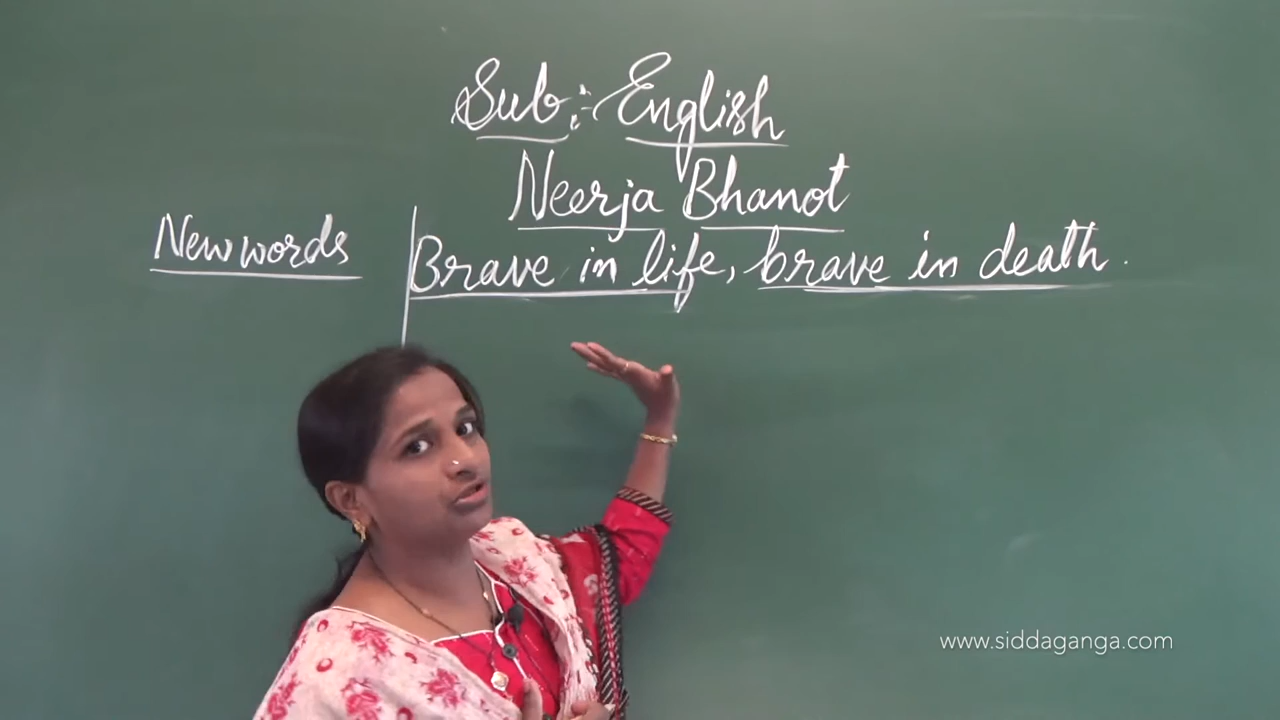 Sub:- English
Neerja Bhanot
New words
Brave in life, brave in death.
www.siddaganga.com